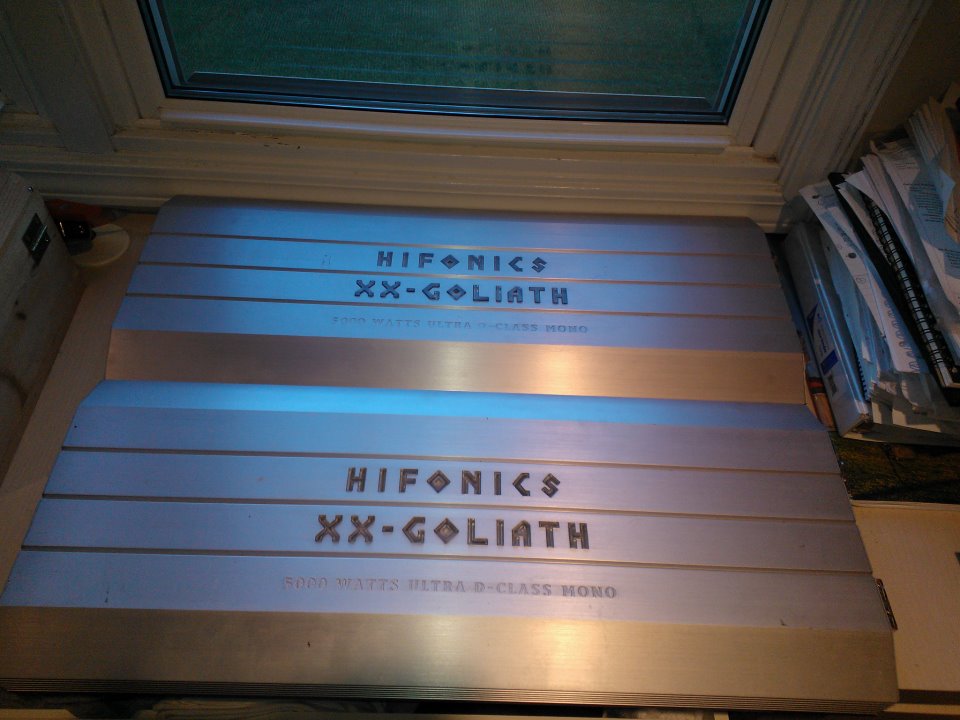 HIFONICS
XX-GOLIATH
5000 WATTS ULTRA D-CLASS MONO
HIFONICS
XX-GOLIATH
5000 WATTS ULTRA D-CLASS MONO